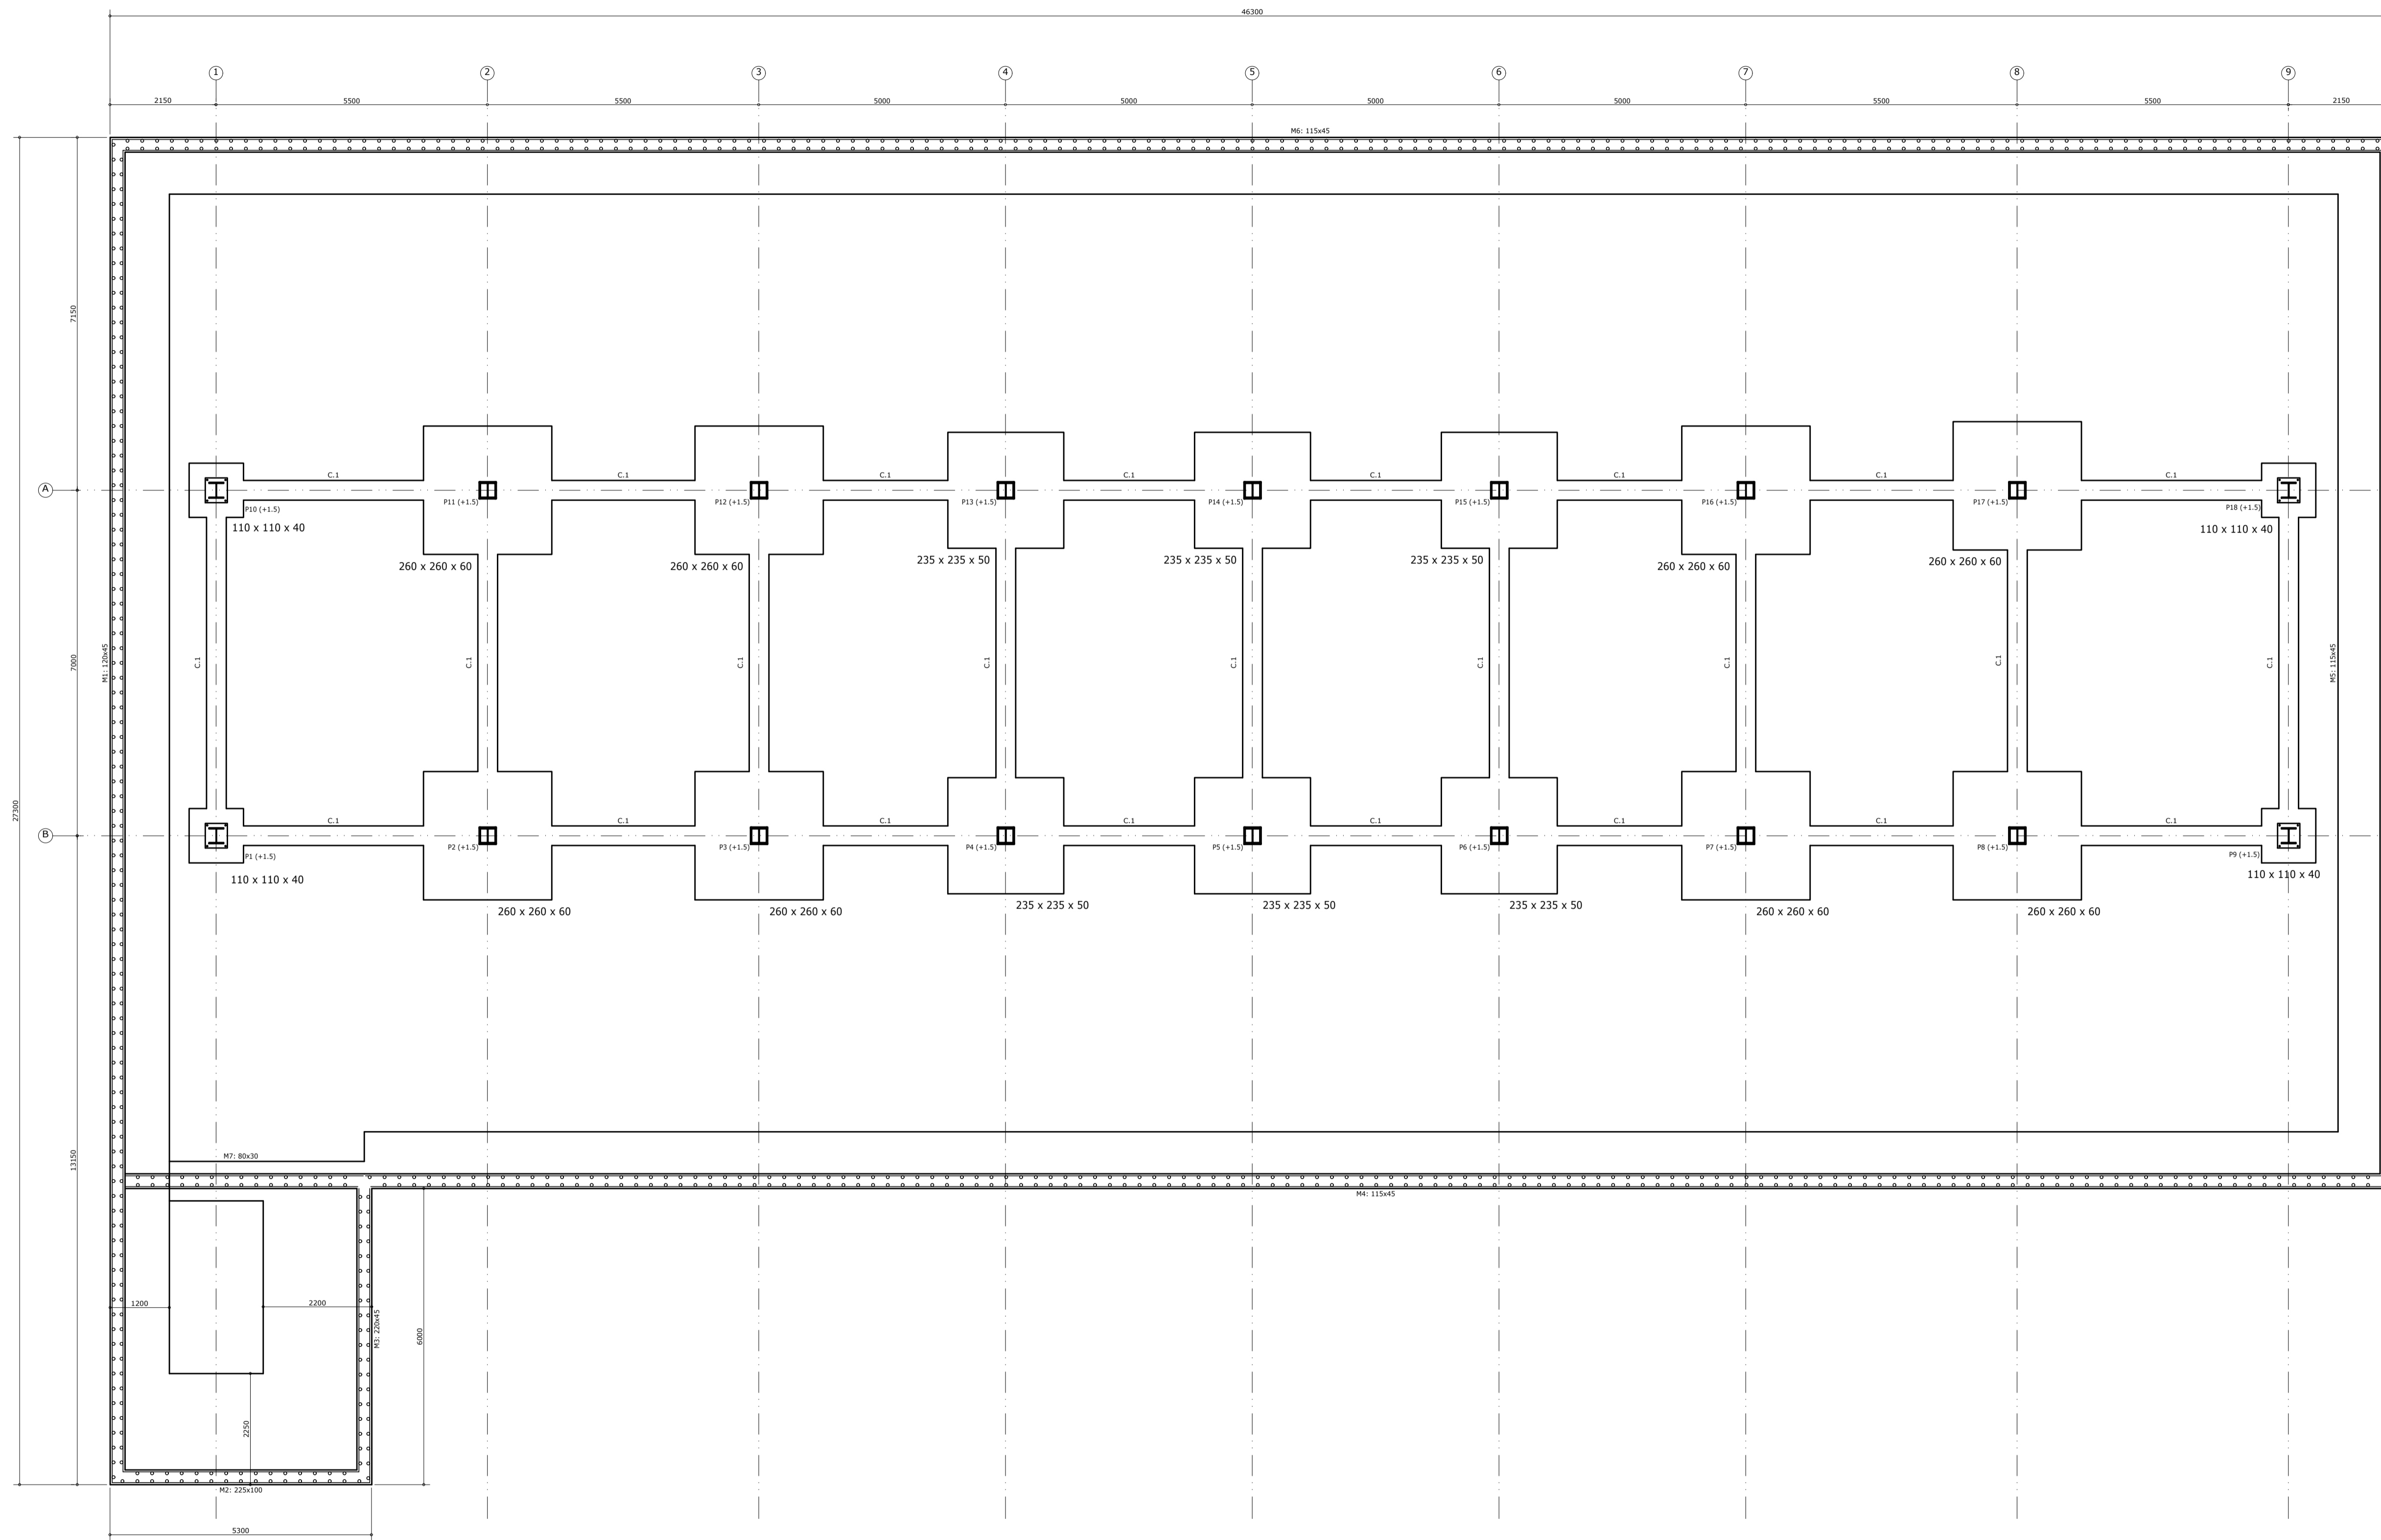 46300
1 2 3 4 5 6 7 8 9
2150 5500 5500 5000 5000 5000 5000 5500 5500 2150
M6: 115x45
7150
C.1 C.1 C.1 C.1 C.1 C.1 C.1 C.1
A
P11 (+1.5) P12 (+1.5) P13 (+1.5) P14 (+1.5) P15 (+1.5) P16 (+1.5) P17 (+1.5)
P10 (+1.5) P18 (+1.5)
110 x 110 x 40 110 x 110 x 40
260 x 260 x 60 260 x 260 x 60 235 x 235 x 50 235 x 235 x 50 235 x 235 x 50 260 x 260 x 60 260 x 260 x 60
7000
M1: 120x45
C.1 C.1 C.1 C.1 C.1 C.1 C.1 C.1 C.1
M5: 115x45
27300
C.1 C.1 C.1 C.1 C.1 C.1 C.1 C.1
B
P2 (+1.5) P3 (+1.5) P4 (+1.5) P5 (+1.5) P6 (+1.5) P7 (+1.5) P8 (+1.5)
P1 (+1.5) P9 (+1.5)
110 x 110 x 40 110 x 110 x 40
260 x 260 x 60 260 x 260 x 60 235 x 235 x 50 235 x 235 x 50 235 x 235 x 50 260 x 260 x 60 260 x 260 x 60
13150
M7: 80x30
M4: 115x45
1200 2200
M3: 220x45
6000
2250
M2: 225x100
5300